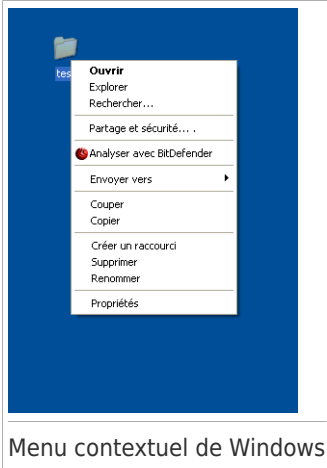 tes
Ouvrir
Explorer
Rechercher...
Partage et sécurité... .
Analyser avec BitDefender
Envoyer vers
Couper
Copier
Créer un raccourci
Supprimer
Renommer
Propriétés
Menu contextuel de Windows